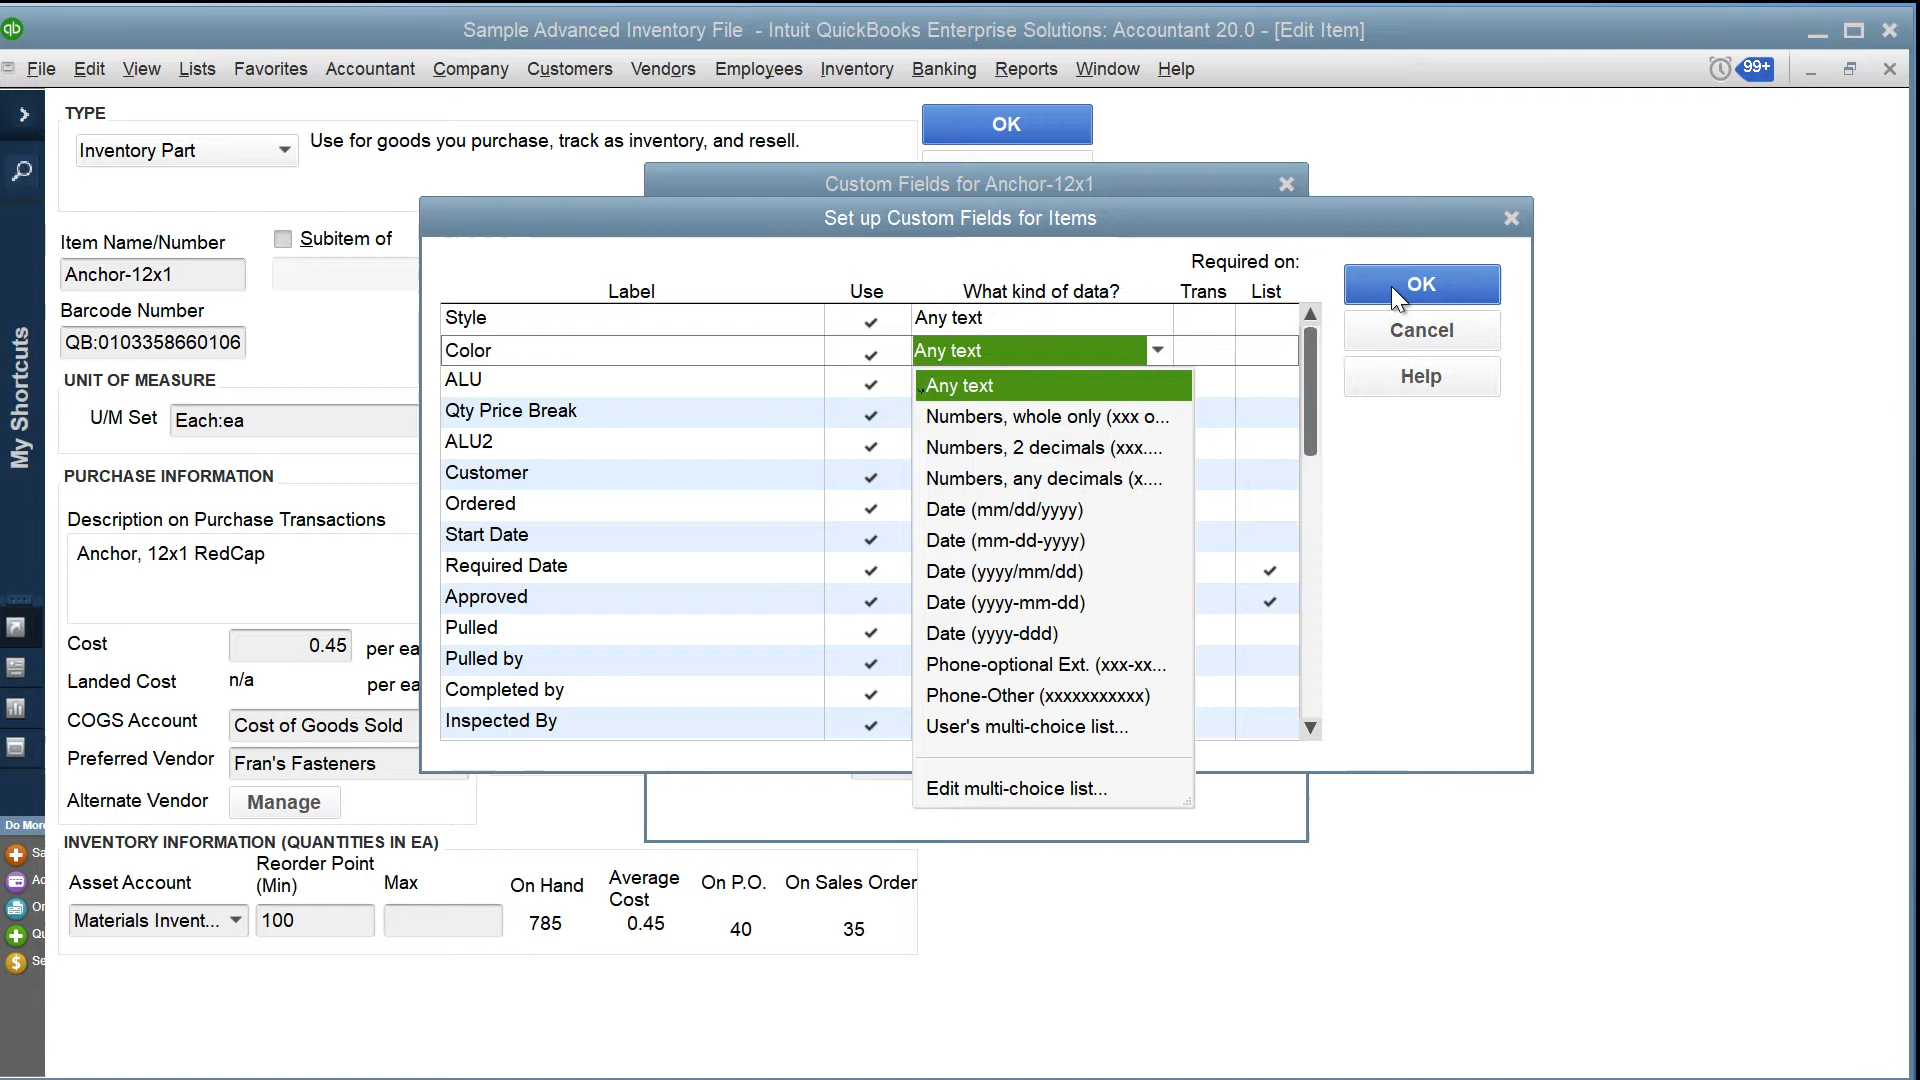 qb
Sample Advanced Inventory File - Intuit QuickBooks Enterprise Solutions: Accountant 20.0 - [Edit Item]
File Edit View Lists Favorites Accountant Company Customers Vendors Employees Inventory Banking Reports Window Help
99+
TYPE
Inventory Part
Use for goods you purchase, track as inventory, and resell.
OK
Custom Fields for Anchor-12x1
Set up Custom Fields for Items
Item Name/Number
Subitem of
Anchor-12x1
Barcode Number
QB:0103358660106
UNIT OF MEASURE
U/M Set
Each:ea
PURCHASE INFORMATION
Description on Purchase Transactions
Anchor, 12x1 RedCap
Cost
0.45
per ea
Landed Cost
n/a
per ea
COGS Account
Cost of Goods Sold
Preferred Vendor
Fran's Fasteners
Alternate Vendor
Manage
My Shortcuts
Do More
Sa
Ac
Or
Qu
Se
Required on:
Label Use What kind of data? Trans List
Style Any text
Color Any text
ALU
Qty Price Break
ALU2
Customer
Ordered
Start Date
Required Date
Approved
Pulled
Pulled by
Completed by
Inspected By
Any text
Numbers, whole only (xxx o...
Numbers, 2 decimals (xxx....
Numbers, any decimals (x....
Date (mm/dd/yyyy)
Date (mm-dd-yyyy)
Date (yyyy/mm/dd)
Date (yyyy-mm-dd)
Date (yyyy-ddd)
Phone-optional Ext. (xxx-xx...
Phone-Other (xxxxxxxxxxx)
User's multi-choice list...
Edit multi-choice list...
OK
Cancel
Help
INVENTORY INFORMATION (QUANTITIES IN EA)
Asset Account
Reorder Point
(Min)
Max
On Hand
Average
Cost
On P.O.
On Sales Order
Materials Invent...
100
785
0.45
40
35